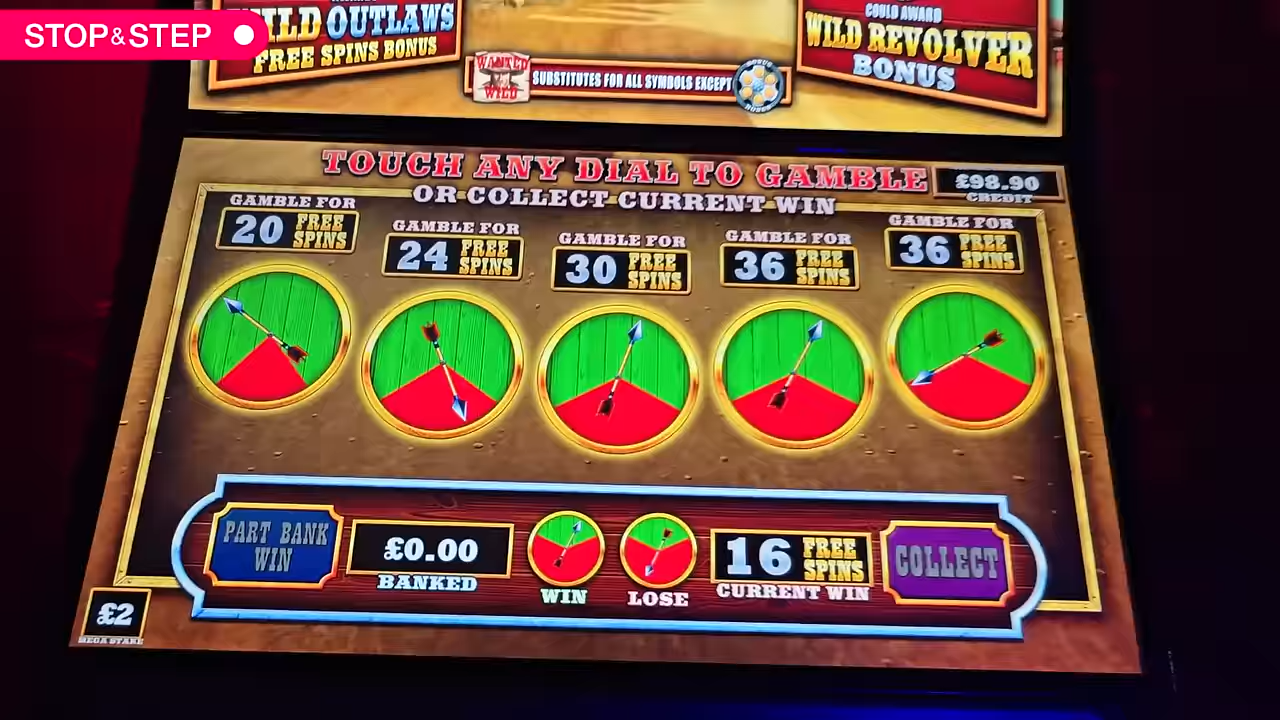 STOP&STEP
WILD OUTLAWS
FREE SPINS BONUS
COULD AWARD
WILD REVOLVER
BONUS
WANTED
WILD
SUBSTITUTES FOR ALL SYMBOLS EXCEPT
BONUS
BONUS
TOUCH ANY DIAL TO GAMBLE
OR COLLECT CURRENT WIN
£98.90
CREDIT
GAMBLE FOR
20 FREE SPINS
GAMBLE FOR
24 FREE SPINS
GAMBLE FOR
30 FREE SPINS
GAMBLE FOR
36 FREE SPINS
GAMBLE FOR
36 FREE SPINS
PART BANK
WIN
£0.00
BANKED
WIN
LOSE
16 FREE SPINS
CURRENT WIN
COLLECT
£2
MEGA STAKE